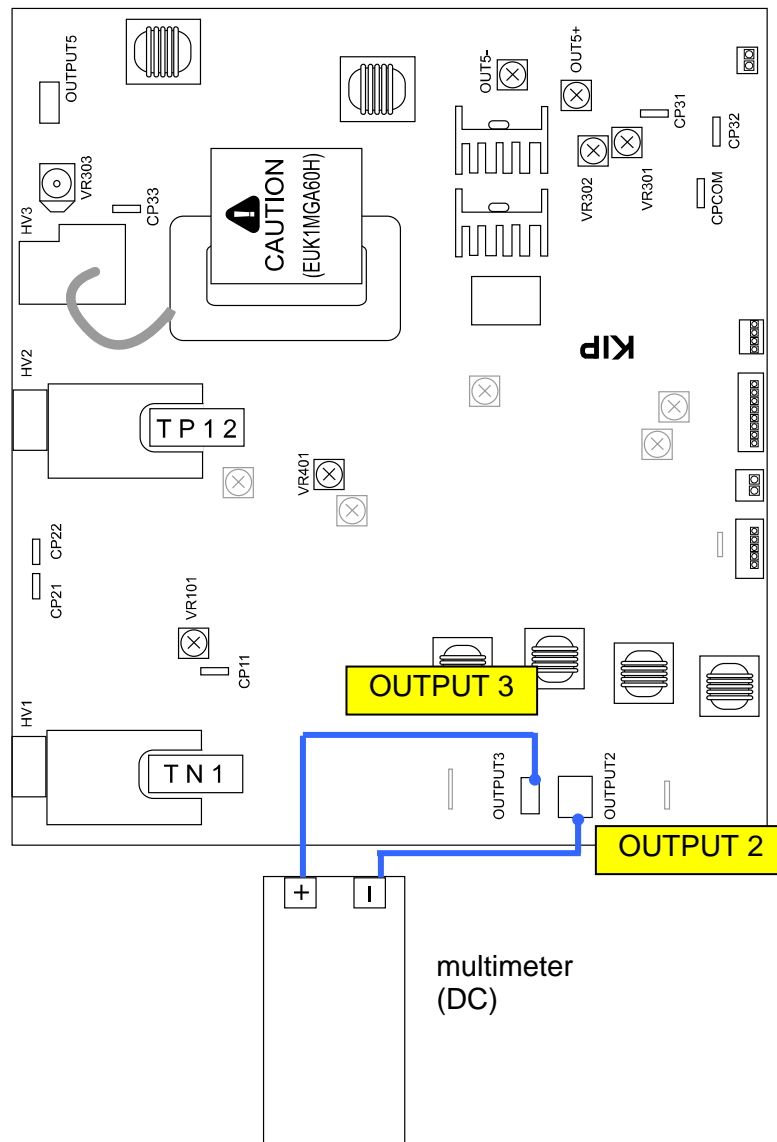 OUTPUT5
OUT5-
OUT5+
CP31
CP32
VR303
CP33
HV3
CAUTION
(EUK1MGA60H)
VR302
VR301
CPCOM
KIP
HV2
TP12
VR401
CP22
CP21
VR101
CP11
OUTPUT 3
HV1
TN1
OUTPUT3
OUTPUT2
OUTPUT 2
+
−
multimeter
(DC)